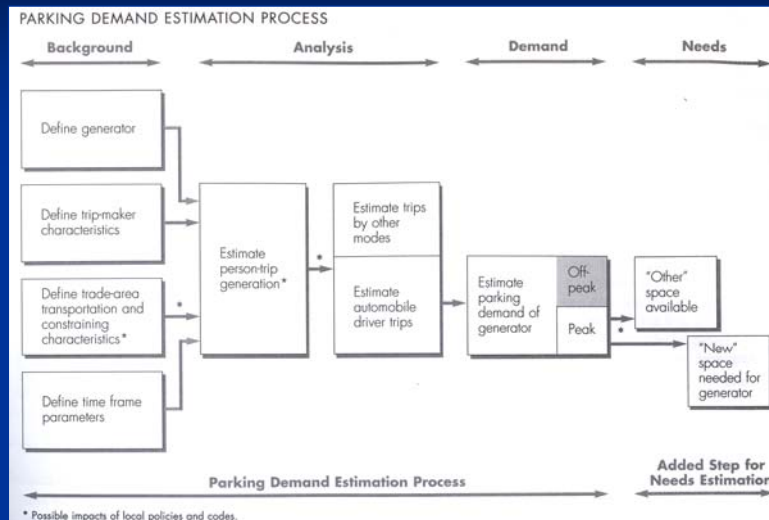 PARKING DEMAND ESTIMATION PROCESS
Background
Analysis
Demand
Needs
Define generator
Define trip-maker
characteristics
Define trade-area
transportation and
constraining
characteristics*
*
Define time frame
parameters
Estimate
person-trip
generation*
*
Estimate trips
by other
modes
Estimate
automobile
driver trips
Estimate
parking
demand of
generator
Off-
peak
Peak
*
"Other"
space
available
"New"
space
needed for
generator
Parking Demand Estimation Process
Added Step for
Needs Estimation
* Possible impacts of local policies and codes.